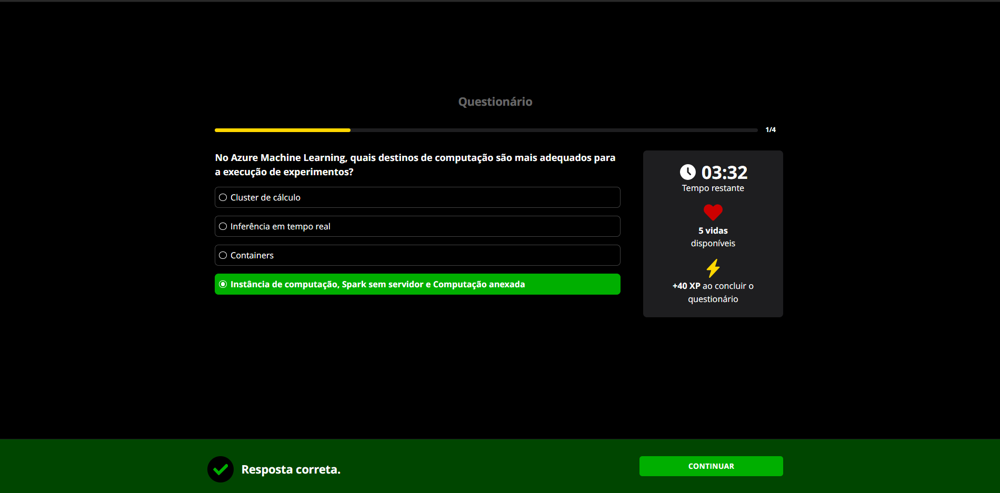 Questionário
1/4
No Azure Machine Learning, quais destinos de computação são mais adequados para
a execução de experimentos?
Cluster de cálculo
Inferência em tempo real
Containers
Instância de computação, Spark sem servidor e Computação anexada
03:32
Tempo restante
5 vidas
disponíveis
+40 XP ao concluir o
questionário
Resposta correta.
CONTINUAR